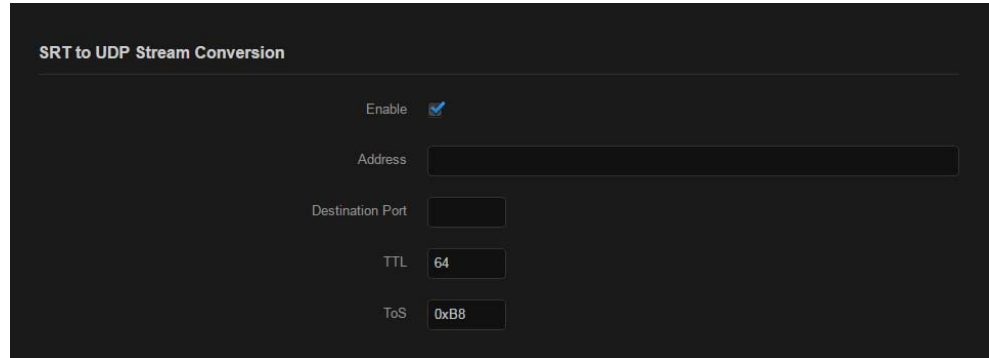 SRT to UDP Stream Conversion
Enable
Address
Destination Port
TTL 64
ToS 0xB8